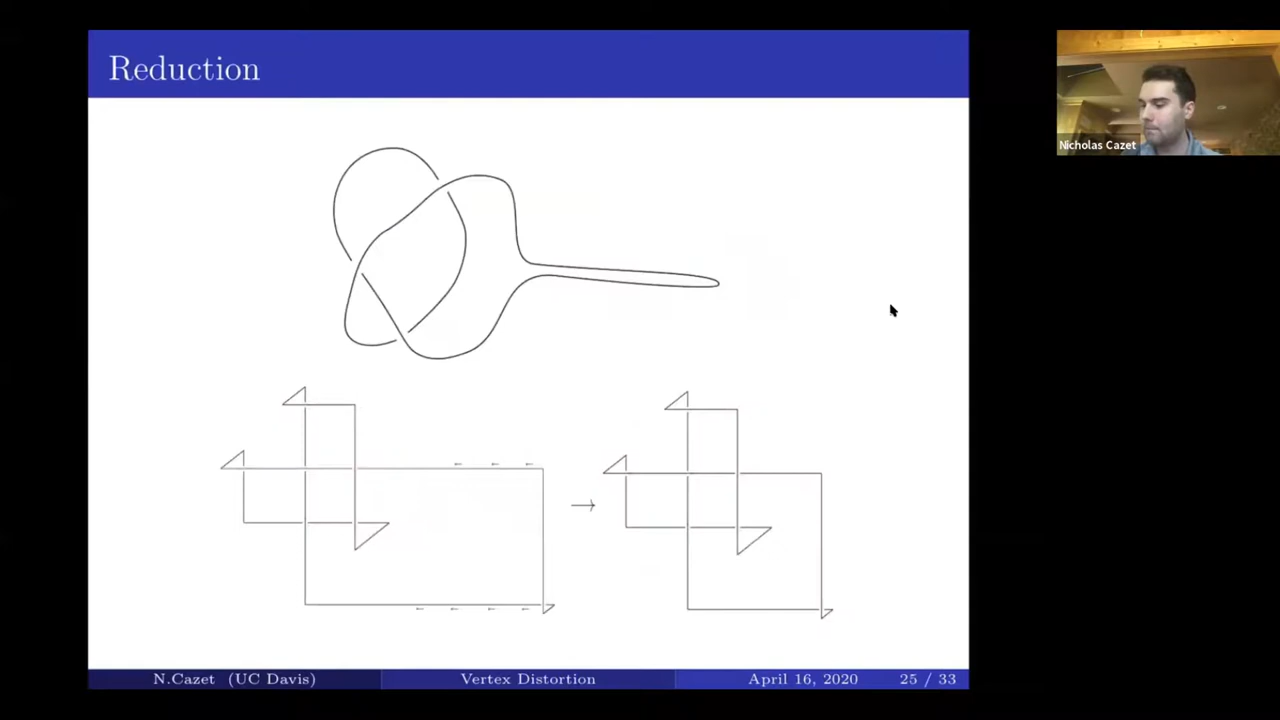 Reduction
Nicholas Cazet
N.Cazet (UC Davis)
Vertex Distortion
April 16, 2020
25 / 33